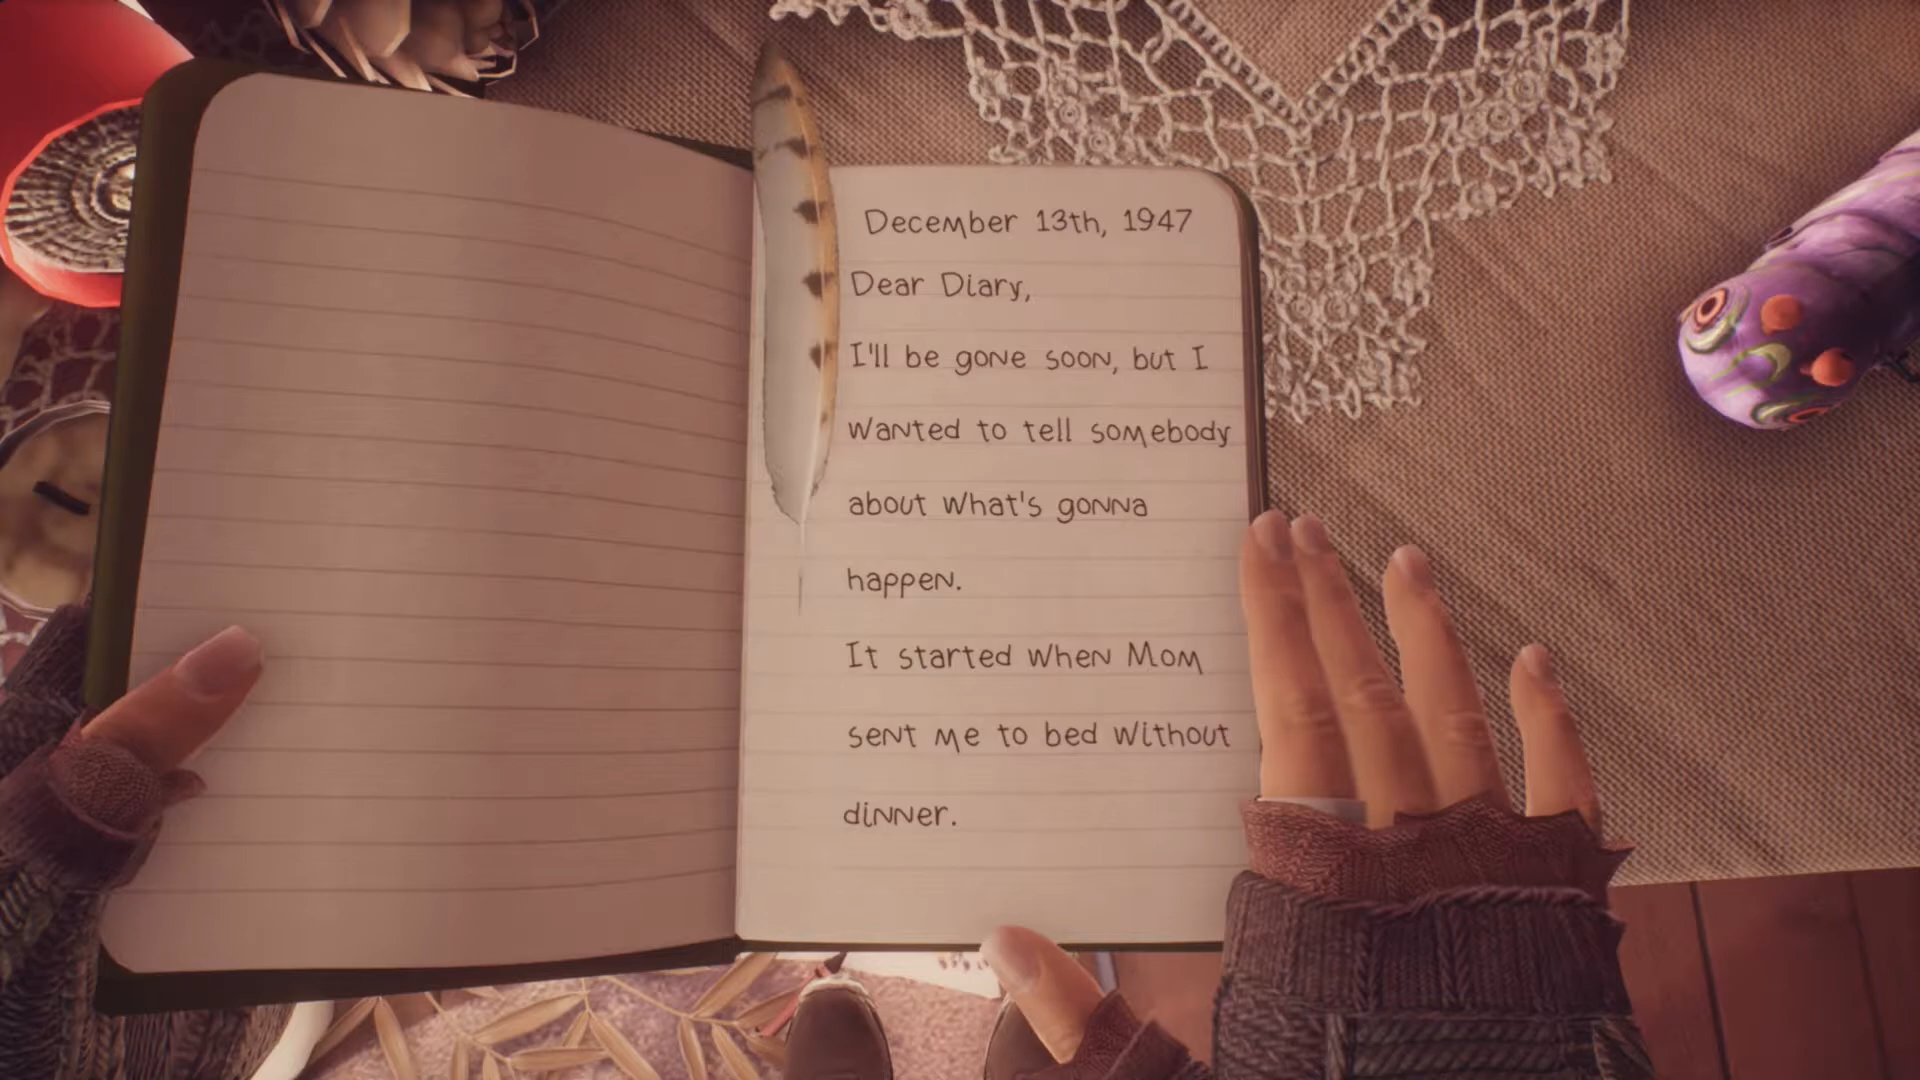 December 13th, 1947
Dear Diary,
I'll be gone soon, but I
wanted to tell somebody
about what's gonna
happen.
It started when Mom
sent me to bed without
dinner.